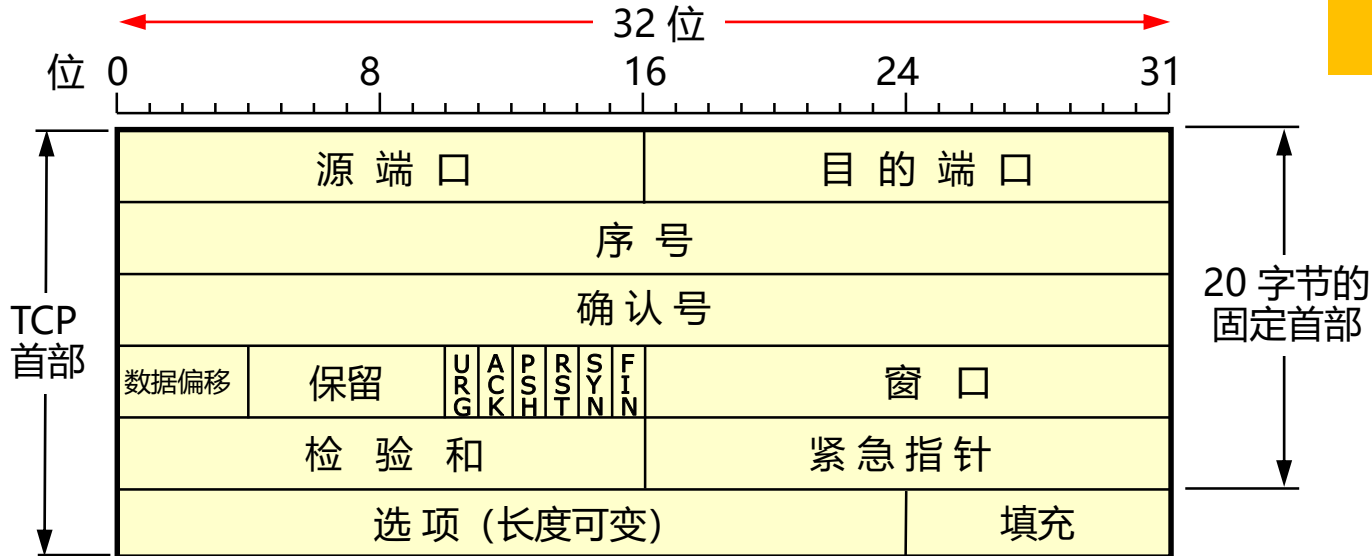 32 位
位 0 8 16 24 31
源 端 口 目 的 端 口
序 号
确 认 号
TCP
首部
20 字节的
固定首部
数据偏移 保留 URG ACK PSH RST SYN FIN 窗 口
检 验 和 紧 急 指 针
选 项 (长度可变) 填充